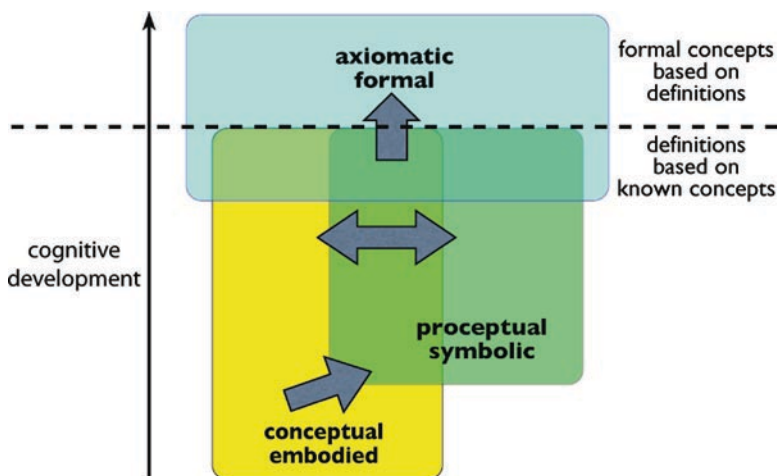 axiomatic
formal
formal concepts
based on
definitions
definitions
based on
known concepts
cognitive
development
proceptual
symbolic
conceptual
embodied